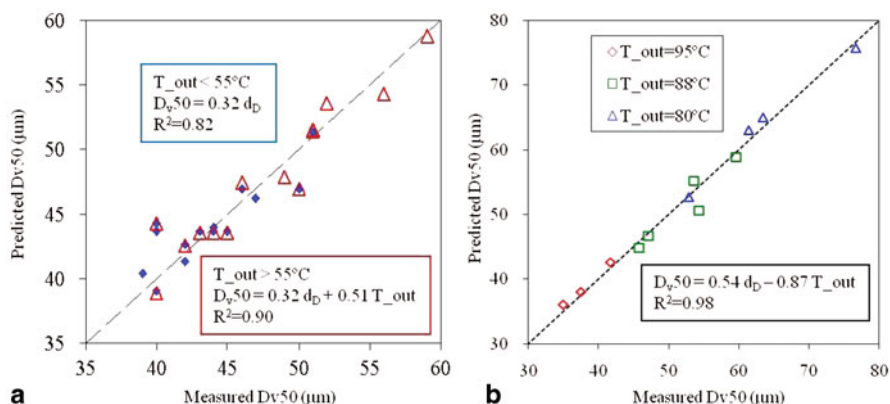 60
55
50
45
40
35
Predicted Dv50 (μm)
T_out < 55°C
Dv50 = 0.32 dD
R²=0.82
T_out > 55°C
Dv50 = 0.32 dD + 0.51 T_out
R²=0.90
35 40 45 50 55 60
Measured Dv50 (μm)
a
80
70
60
50
40
30
Predicted Dv50 (μm)
T_out=95°C
T_out=88°C
T_out=80°C
Dv50 = 0.54 dD – 0.87 T_out
R²=0.98
30 40 50 60 70 80
Measured Dv50 (μm)
b